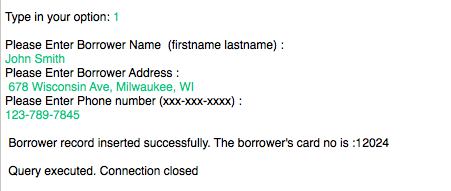 Type in your option: 1
Please Enter Borrower Name  (firstname lastname) :
John Smith
Please Enter Borrower Address :
678 Wisconsin Ave, Milwaukee, WI
Please Enter Phone number (xxx-xxx-xxxx) :
123-789-7845
Borrower record inserted successfully. The borrower's card no is :12024
Query executed. Connection closed